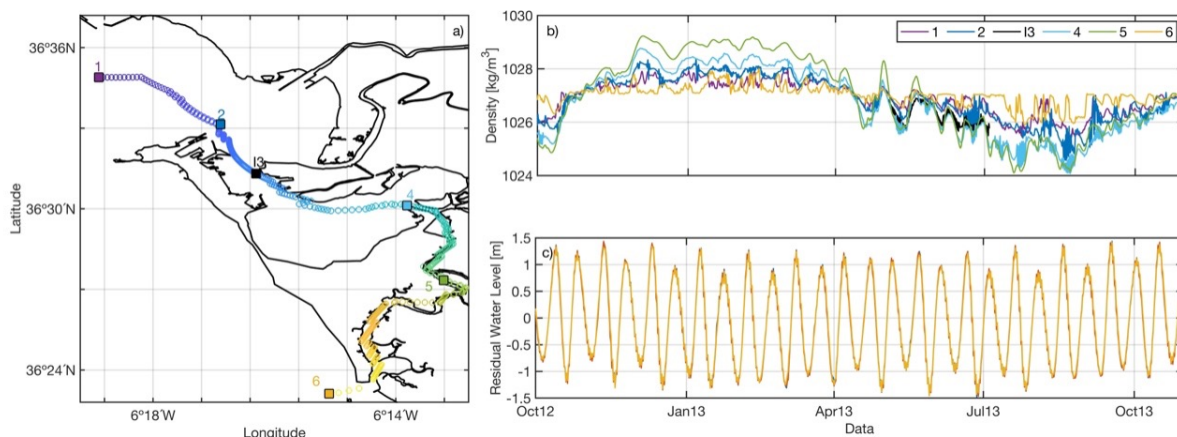 a)
36°36′N
36°30′N
36°24′N
Latitude
1
2
I3
4
5
6
6°18′W
6°14′W
Longitude
b)
1030
1028
1026
1024
Density [kg/m³]
1 2 I3 4 5 6
c)
1.5
1
0.5
0
-0.5
-1
-1.5
Residual Water Level [m]
Oct12 Jan13 Apr13 Jul13 Oct13
Data